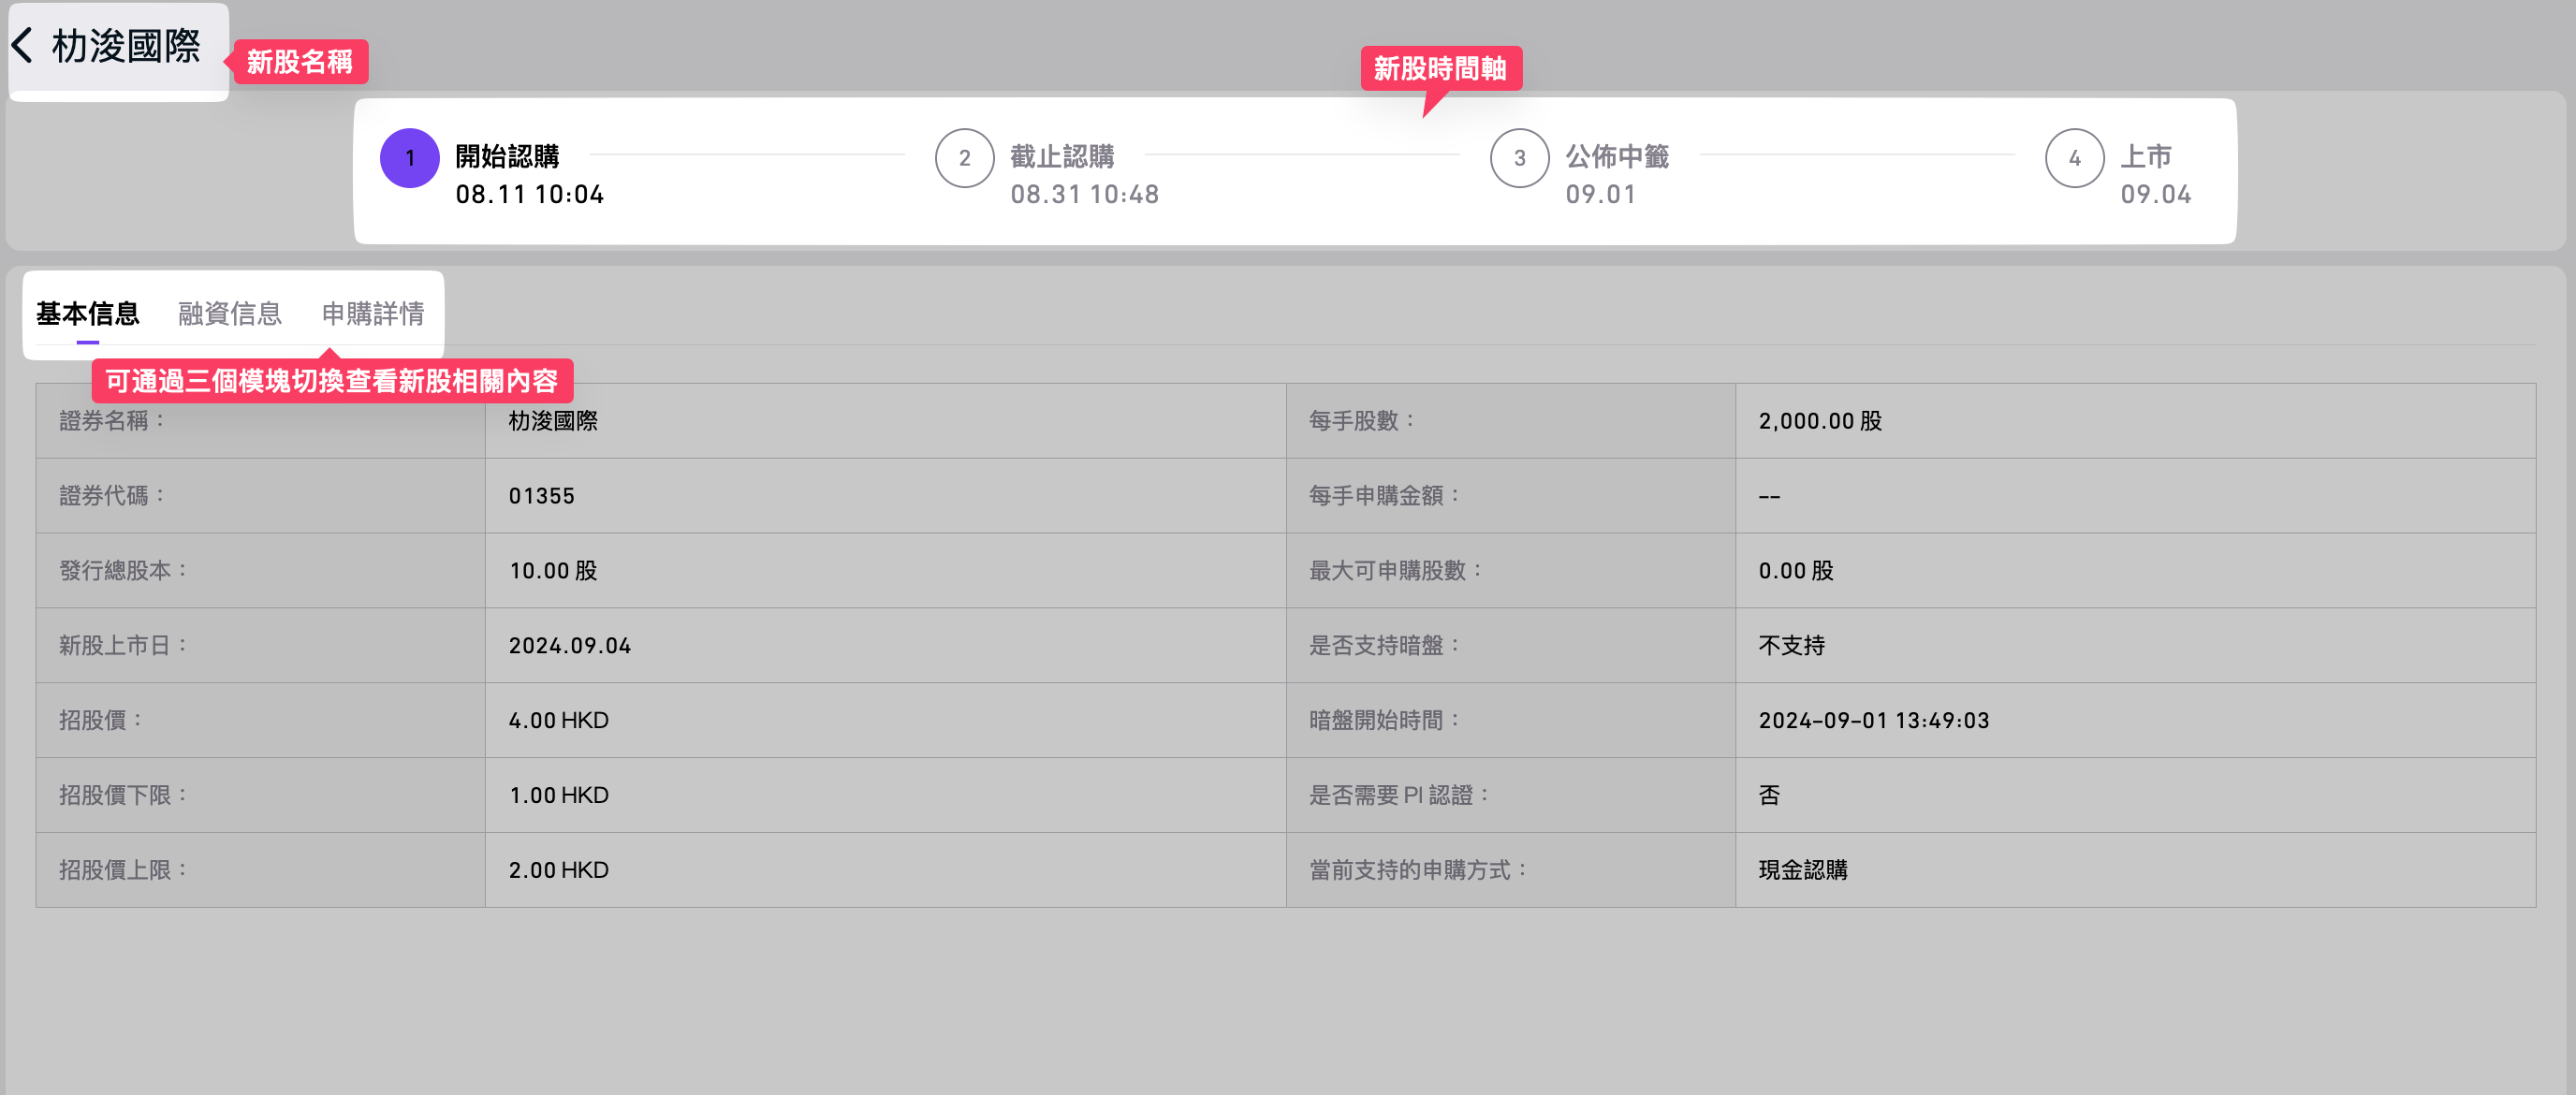 朸浚國際
新股名稱
新股時間軸
1 開始認購
08.11 10:04
2 截止認購
08.31 10:48
3 公佈中籤
09.01
4 上市
09.04
基本信息 融資信息 申購詳情
可通過三個模塊切換查看新股相關內容
證券名稱： 朸浚國際 每手股數： 2,000.00 股
證券代碼： 01355 每手申購金額： --
發行總股本： 10.00 股 最大可申購股數： 0.00 股
新股上市日： 2024.09.04 是否支持暗盤： 不支持
招股價： 4.00 HKD 暗盤開始時間： 2024-09-01 13:49:03
招股價下限： 1.00 HKD 是否需要 PI 認證： 否
招股價上限： 2.00 HKD 當前支持的申購方式： 現金認購